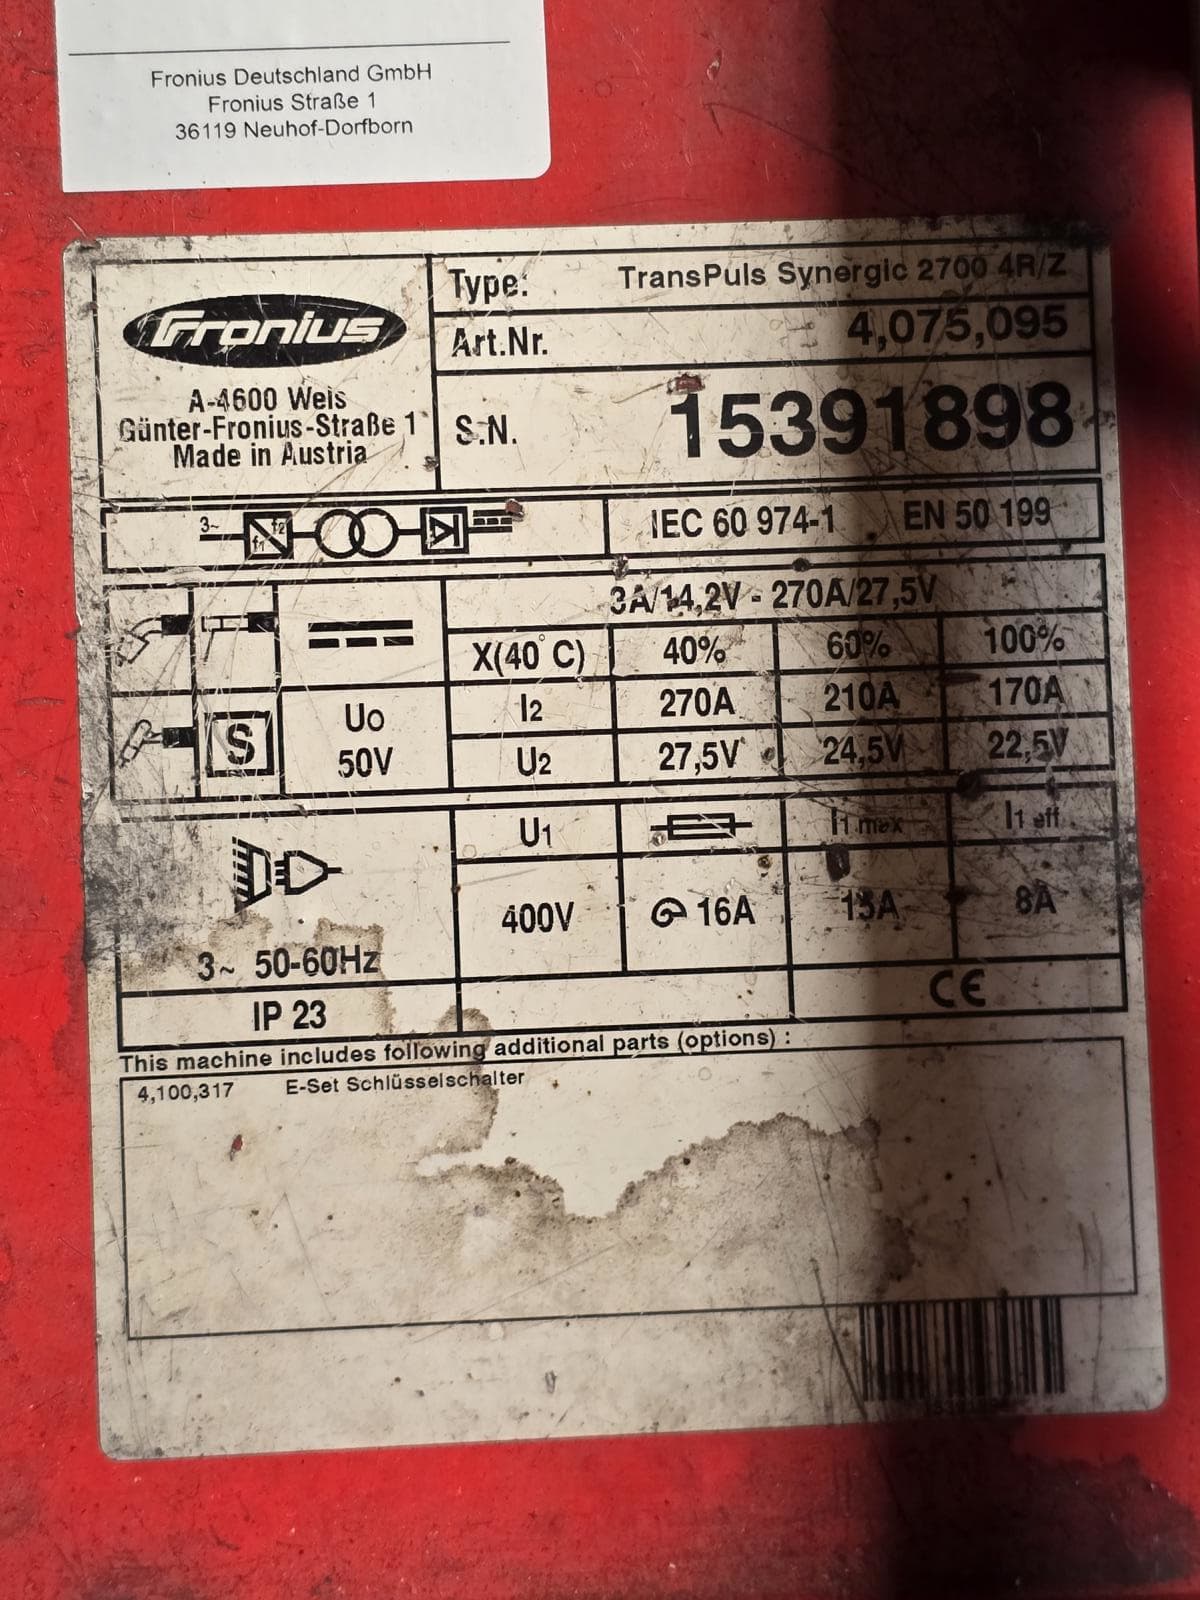 Fronius Deutschland GmbH
Fronius Straße 1
36119 Neuhof-Dorfborn
Fronius
A-4600 Wels
Günter-Fronius-Straße 1
Made in Austria
Type: TransPuls Synergic 2700 4R/Z
Art.Nr. 4,075,095
S.N. 15391898
3~ f1 f2
IEC 60 974-1 EN 50 199
3A/14,2V - 270A/27,5V
X(40°C) 40% 60% 100%
I2 270A 210A 170A
S
U0
50V
U2 27,5V 24,5V 22,5V
U1 I1 max I1 eff
400V 16A 15A 8A
3~ 50-60Hz
IP 23
CE
This machine includes following additional parts (options) :
4,100,317 E-Set Schlüsselschalter